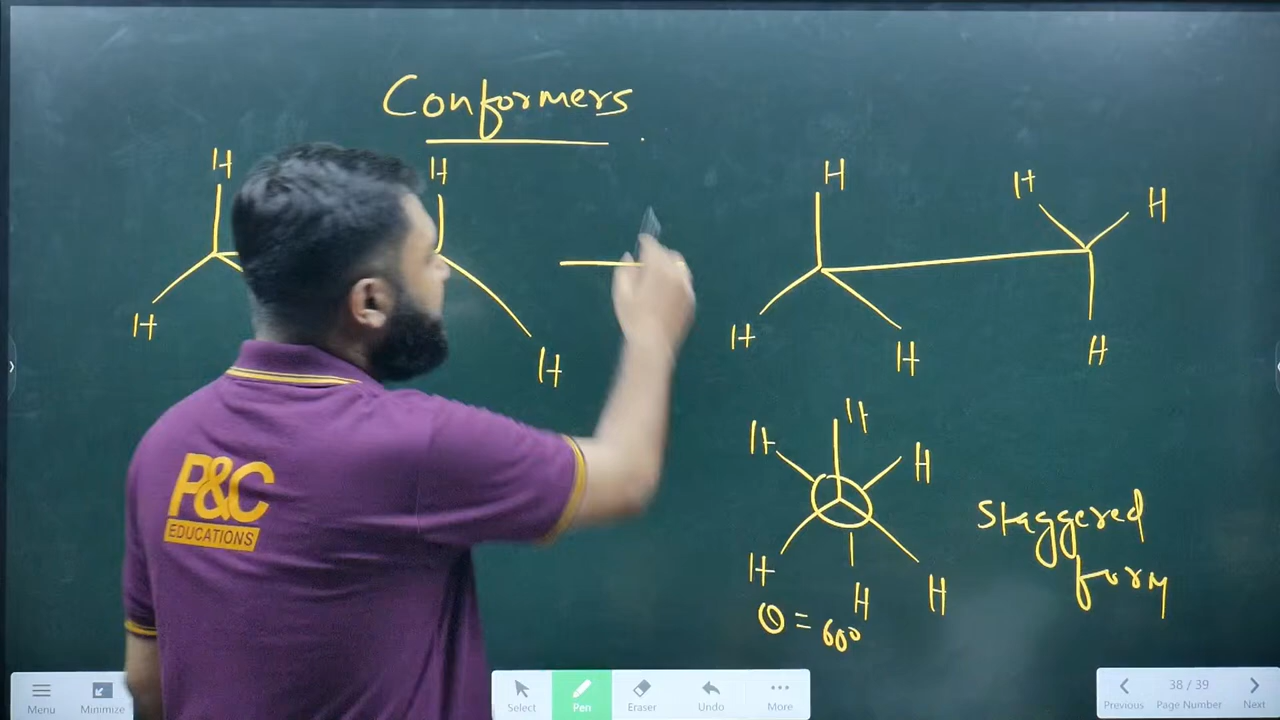 Conformers
H H
H H
H H H
H H H
H H H
H H H
θ = 60°
Staggered
form
P&C
EDUCATIONS
Menu Minimize Select Pen Eraser Undo More
Previous 38 / 39 Page Number Next